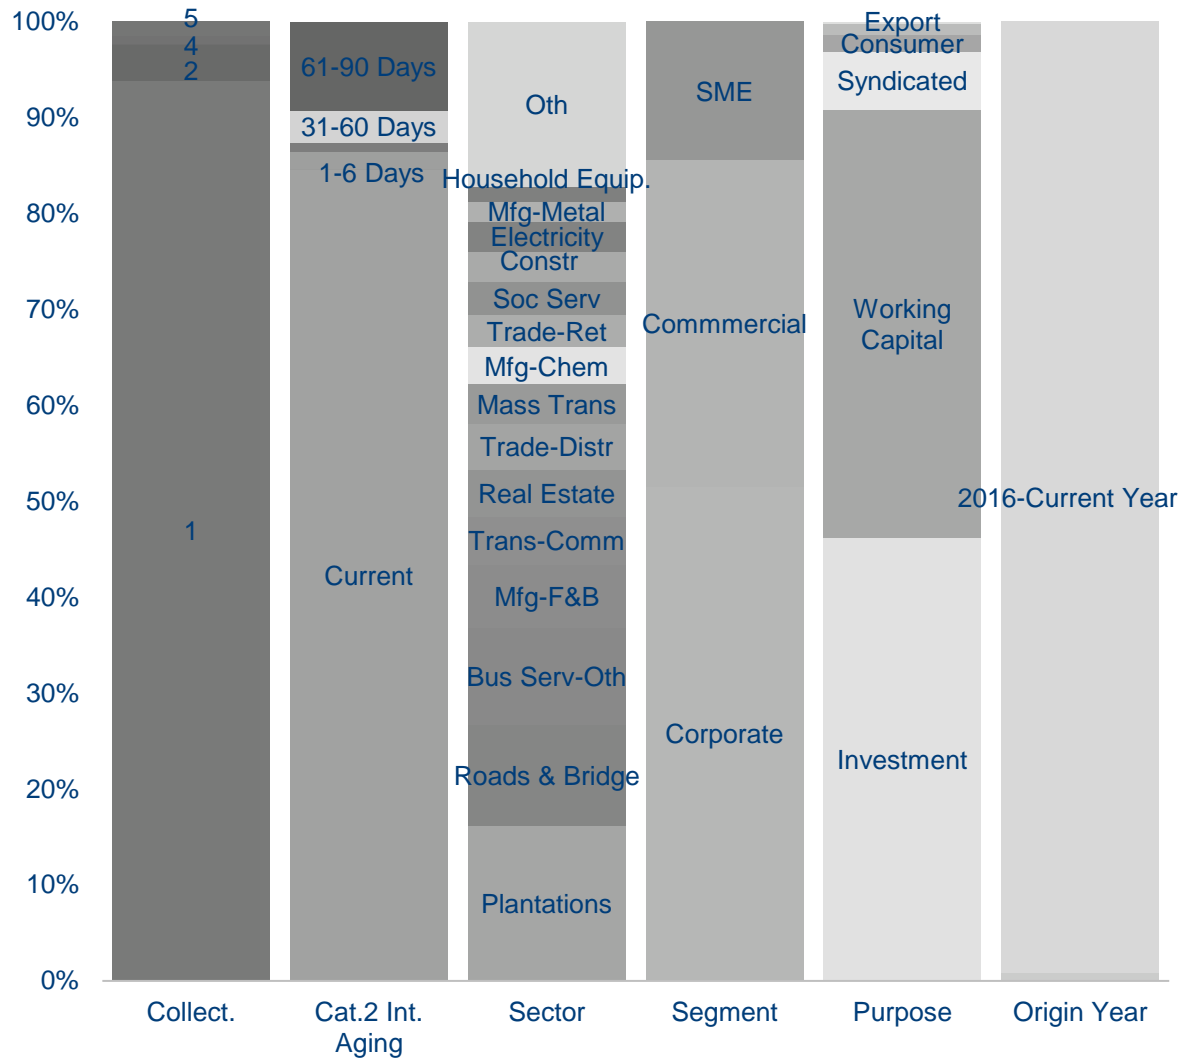 100%
90%
80%
70%
60%
50%
40%
30%
20%
10%
0%
5
4
2
1
61-90 Days
31-60 Days
1-6 Days
Current
Oth
Household Equip.
Mfg-Metal
Electricity
Constr
Soc Serv
Trade-Ret
Mfg-Chem
Mass Trans
Trade-Distr
Real Estate
Trans-Comm
Mfg-F&B
Bus Serv-Oth
Roads & Bridge
Plantations
SME
Commmercial
Corporate
Export
Consumer
Syndicated
Working
Capital
Investment
2016-Current Year
Collect.
Cat.2 Int.
Aging
Sector
Segment
Purpose
Origin Year